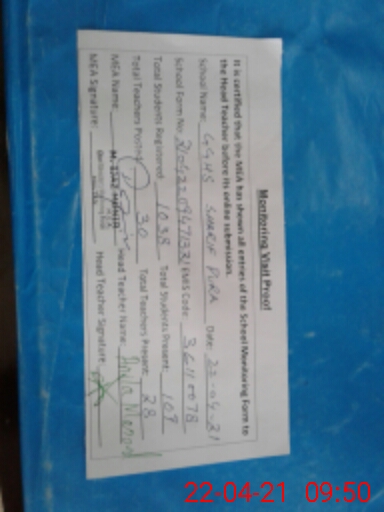 Monitoring Visit Proof
It is certified that the MEA has shown all entries of the School Monitoring Form to
the Head Teacher before its online submission.
School Name: GGHS SHARIF PURA Date: 22-04-21
School Form No: EMIS Code:
Total Students Registered: 1038 Total Students Present: 109
Total Teachers Posted: 30 Total Teachers Present: 28
MEA Name: Head Teacher Name:
MEA Signature: Head Teacher Signature:
22-04-21 09:50